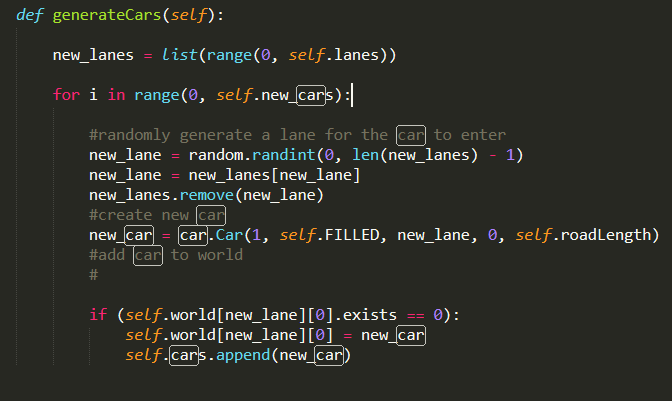 def generateCars(self):
new_lanes = list(range(0, self.lanes))
for i in range(0, self.new_cars):
#randomly generate a lane for the car to enter
new_lane = random.randint(0, len(new_lanes) - 1)
new_lane = new_lanes[new_lane]
new_lanes.remove(new_lane)
#create new car
new_car = car.Car(1, self.FILLED, new_lane, 0, self.roadLength)
#add car to world
#
if (self.world[new_lane][0].exists == 0):
self.world[new_lane][0] = new_car
self.cars.append(new_car)